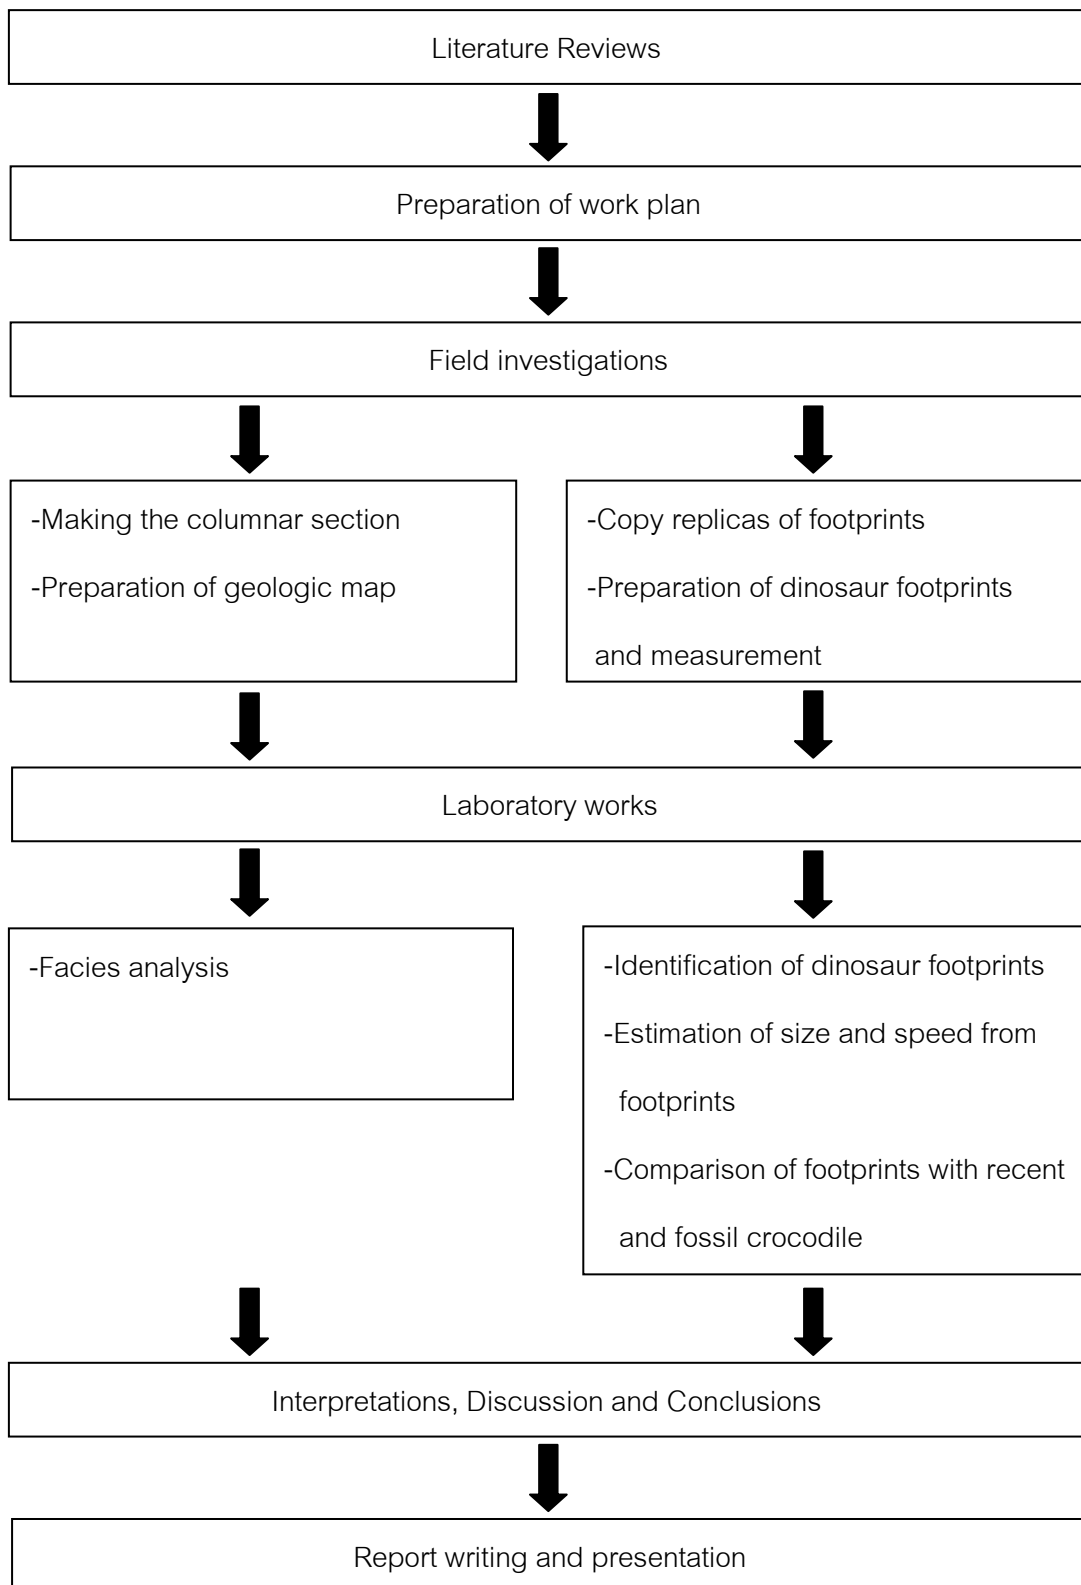 Literature Reviews
Preparation of work plan
Field investigations
-Making the columnar section
-Preparation of geologic map
-Copy replicas of footprints
-Preparation of dinosaur footprints
and measurement
Laboratory works
-Facies analysis
-Identification of dinosaur footprints
-Estimation of size and speed from
footprints
-Comparison of footprints with recent
and fossil crocodile
Interpretations, Discussion and Conclusions
Report writing and presentation